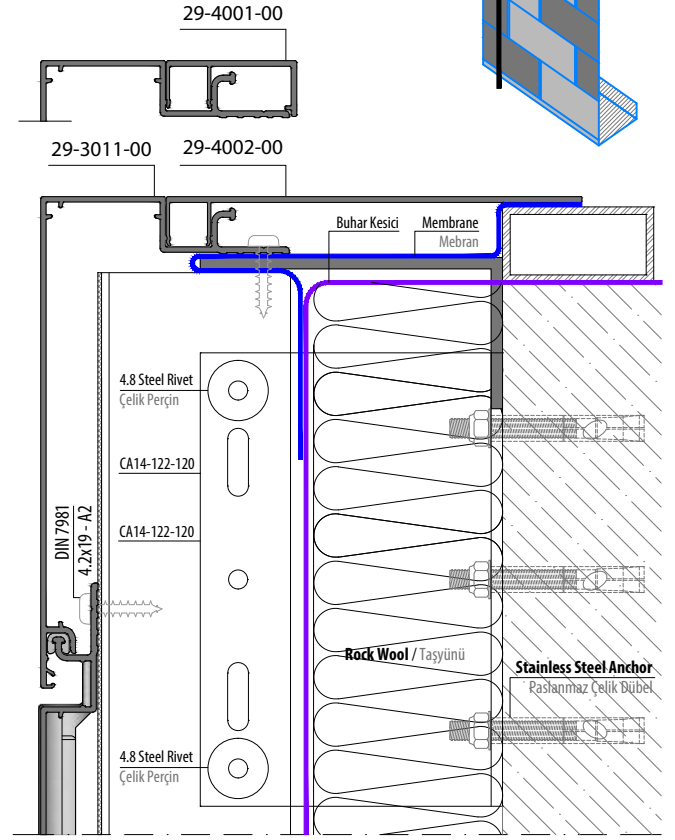 29-4001-00
29-3011-00
29-4002-00
Buhar Kesici
Membrane
Mebran
4.8 Steel Rivet
Çelik Perçin
CA14-122-120
CA14-122-120
DIN 7981
4.2x19 - A2
Rock Wool / Taşyünü
Stainless Steel Anchor
Paslanmaz Çelik Dübel
4.8 Steel Rivet
Çelik Perçin